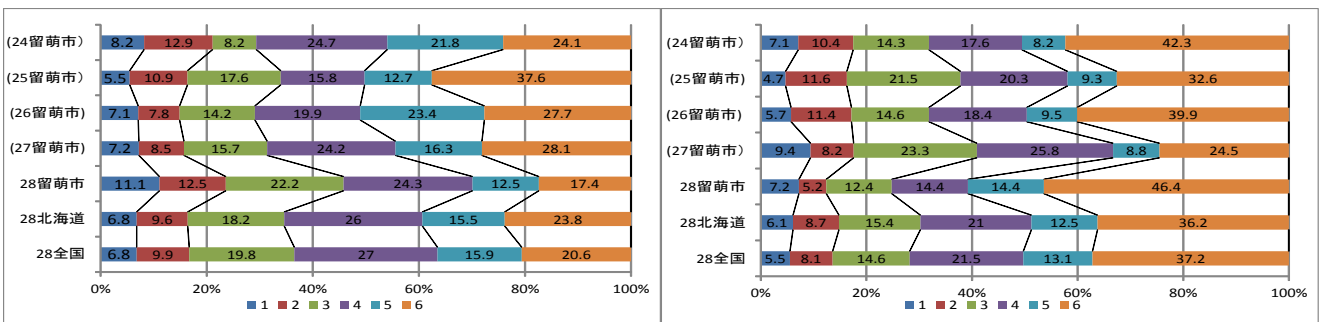 (24留萌市) 8.2 12.9 8.2 24.7 21.8 24.1
(25留萌市) 5.5 10.9 17.6 15.8 12.7 37.6
(26留萌市) 7.1 7.8 14.2 19.9 23.4 27.7
(27留萌市) 7.2 8.5 15.7 24.2 16.3 28.1
28留萌市 11.1 12.5 22.2 24.3 12.5 17.4
28北海道 6.8 9.6 18.2 26 15.5 23.8
28全国 6.8 9.9 19.8 27 15.9 20.6
0% 20% 40% 60% 80% 100%
1 2 3 4 5 6
(24留萌市) 7.1 10.4 14.3 17.6 8.2 42.3
(25留萌市) 4.7 11.6 21.5 20.3 9.3 32.6
(26留萌市) 5.7 11.4 14.6 18.4 9.5 39.9
(27留萌市) 9.4 8.2 23.3 25.8 8.8 24.5
28留萌市 7.2 5.2 12.4 14.4 14.4 46.4
28北海道 6.1 8.7 15.4 21 12.5 36.2
28全国 5.5 8.1 14.6 21.5 13.1 37.2
0% 20% 40% 60% 80% 100%
1 2 3 4 5 6